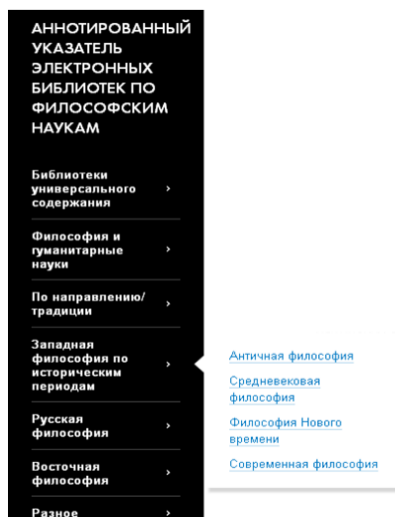 АННОТИРОВАННЫЙ
УКАЗАТЕЛЬ
ЭЛЕКТРОННЫХ
БИБЛИОТЕК ПО
ФИЛОСОФСКИМ
НАУКАМ
Библиотеки
универсального
содержания
Философия и
гуманитарные
науки
По направлению/
традиции
Западная
философия по
историческим
периодам
Античная философия
Средневековая
философия
Философия Нового
времени
Современная философия
Русская
философия
Восточная
философия
Разное